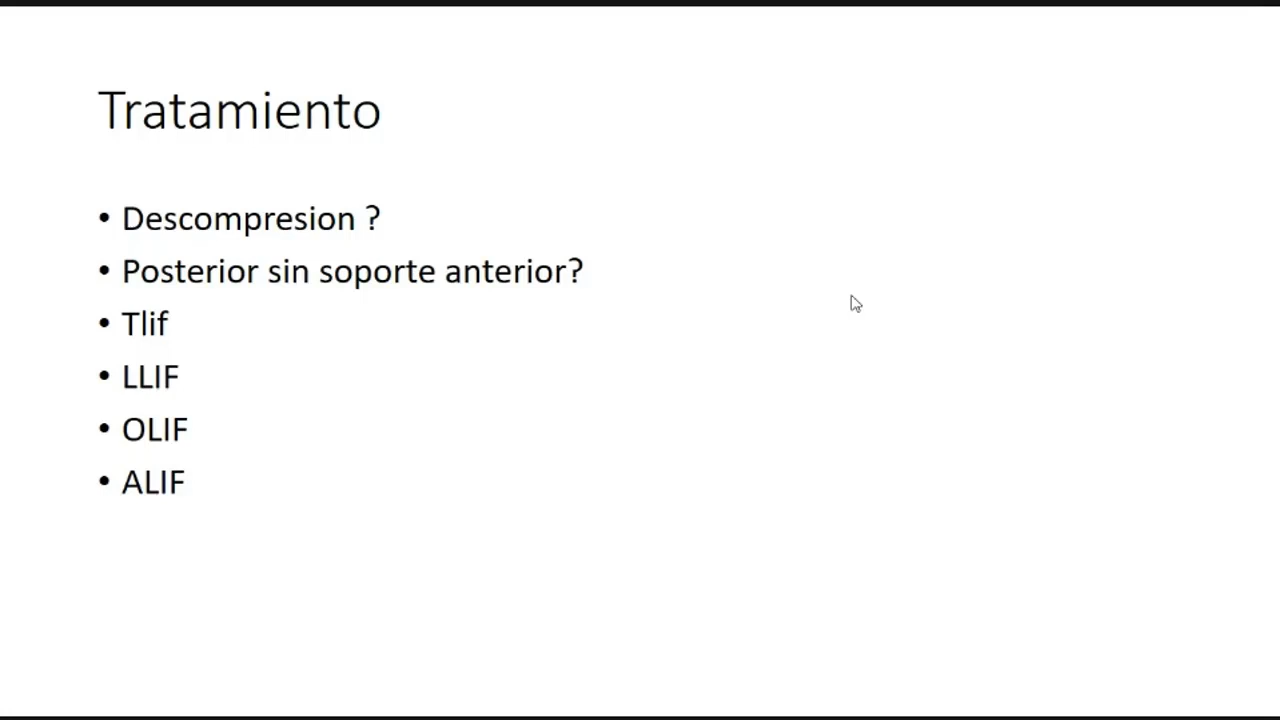 Tratamiento
• Descompresion ?
• Posterior sin soporte anterior?
• Tlif
• LLIF
• OLIF
• ALIF